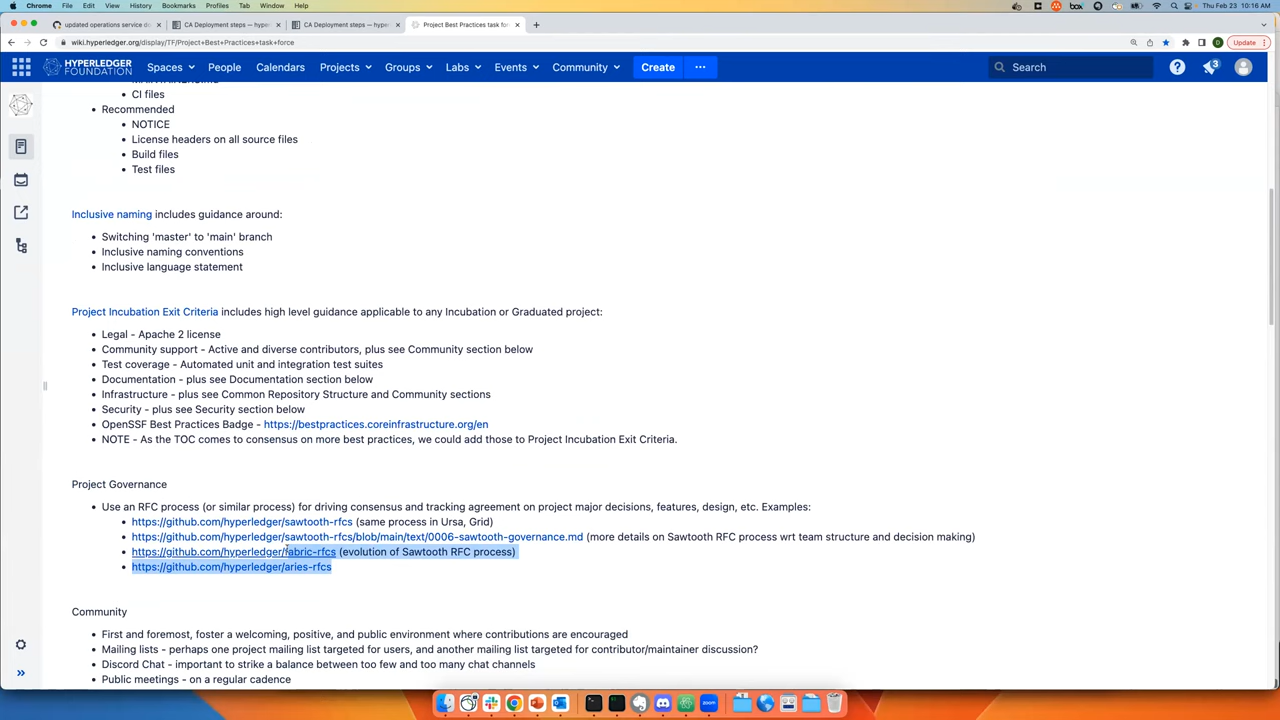 Chrome File Edit View History Bookmarks Profiles Tab Window Help
box
Thu Feb 23 10:16 AM
updated operations service do
CA Deployment steps — hyper
CA Deployment steps — hyper
Project Best Practices task for
wiki.hyperledger.org/display/TF/Project+Best+Practices+task+force
D Update
HYPERLEDGER
FOUNDATION
Spaces People Calendars Projects Groups Labs Events Community Create ··· Search 3
CI files
Recommended
NOTICE
License headers on all source files
Build files
Test files
Inclusive naming includes guidance around:
Switching 'master' to 'main' branch
Inclusive naming conventions
Inclusive language statement
Project Incubation Exit Criteria includes high level guidance applicable to any Incubation or Graduated project:
Legal - Apache 2 license
Community support - Active and diverse contributors, plus see Community section below
Test coverage - Automated unit and integration test suites
Documentation - plus see Documentation section below
Infrastructure - plus see Common Repository Structure and Community sections
Security - plus see Security section below
OpenSSF Best Practices Badge - https://bestpractices.coreinfrastructure.org/en
NOTE - As the TOC comes to consensus on more best practices, we could add those to Project Incubation Exit Criteria.
Project Governance
Use an RFC process (or similar process) for driving consensus and tracking agreement on project major decisions, features, design, etc. Examples:
https://github.com/hyperledger/sawtooth-rfcs (same process in Ursa, Grid)
https://github.com/hyperledger/sawtooth-rfcs/blob/main/text/0006-sawtooth-governance.md (more details on Sawtooth RFC process wrt team structure and decision making)
https://github.com/hyperledger/fabric-rfcs (evolution of Sawtooth RFC process)
https://github.com/hyperledger/aries-rfcs
Community
First and foremost, foster a welcoming, positive, and public environment where contributions are encouraged
Mailing lists - perhaps one project mailing list targeted for users, and another mailing list targeted for contributor/maintainer discussion?
Discord Chat - important to strike a balance between too few and too many chat channels
Public meetings - on a regular cadence